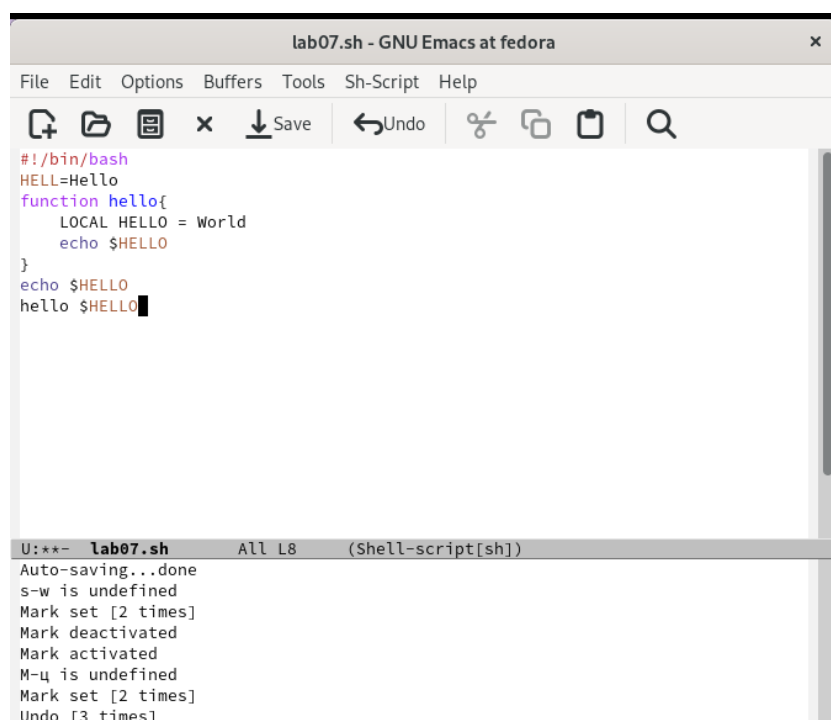 lab07.sh - GNU Emacs at fedora ×
File Edit Options Buffers Tools Sh-Script Help
Save Undo
#!/bin/bash
HELL=Hello
function hello{
    LOCAL HELLO = World
    echo $HELLO
}
echo $HELLO
hello $HELLO
U:**- lab07.sh All L8 (Shell-script[sh])
Auto-saving...done
s-w is undefined
Mark set [2 times]
Mark deactivated
Mark activated
M-ц is undefined
Mark set [2 times]
Undo [3 times]